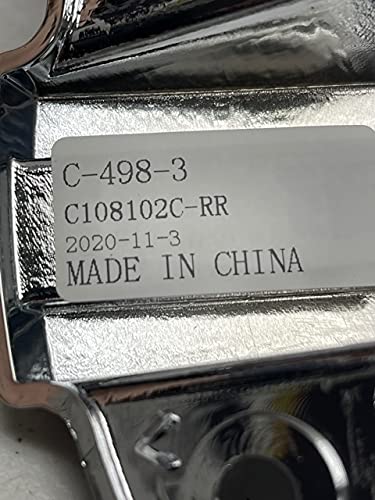 C-498-3
C108102C-RR
2020-11-3
MADE IN CHINA